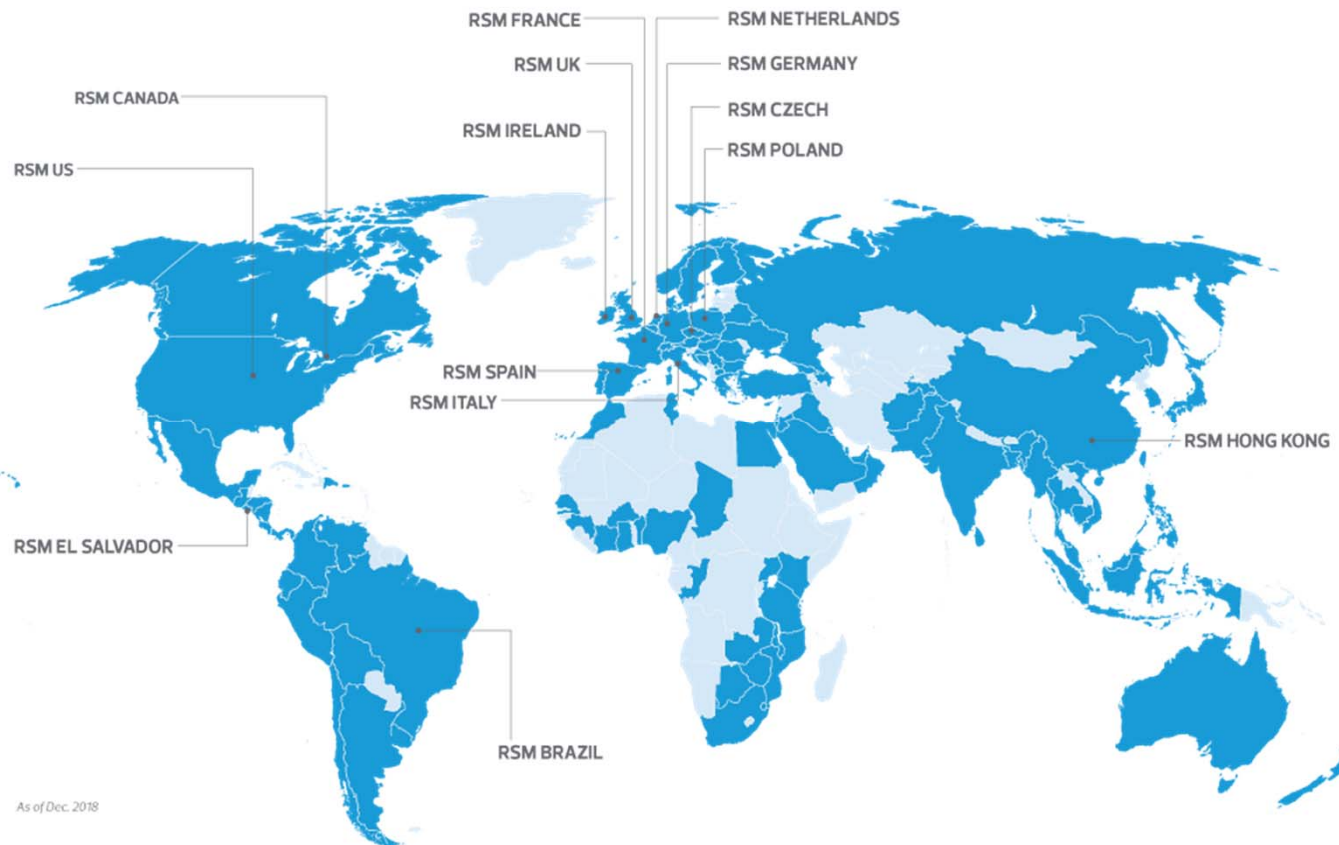 RSM FRANCE
RSM NETHERLANDS
RSM UK
RSM GERMANY
RSM CANADA
RSM CZECH
RSM IRELAND
RSM POLAND
RSM US
RSM SPAIN
RSM ITALY
RSM HONG KONG
RSM EL SALVADOR
RSM BRAZIL
As of Dec. 2018